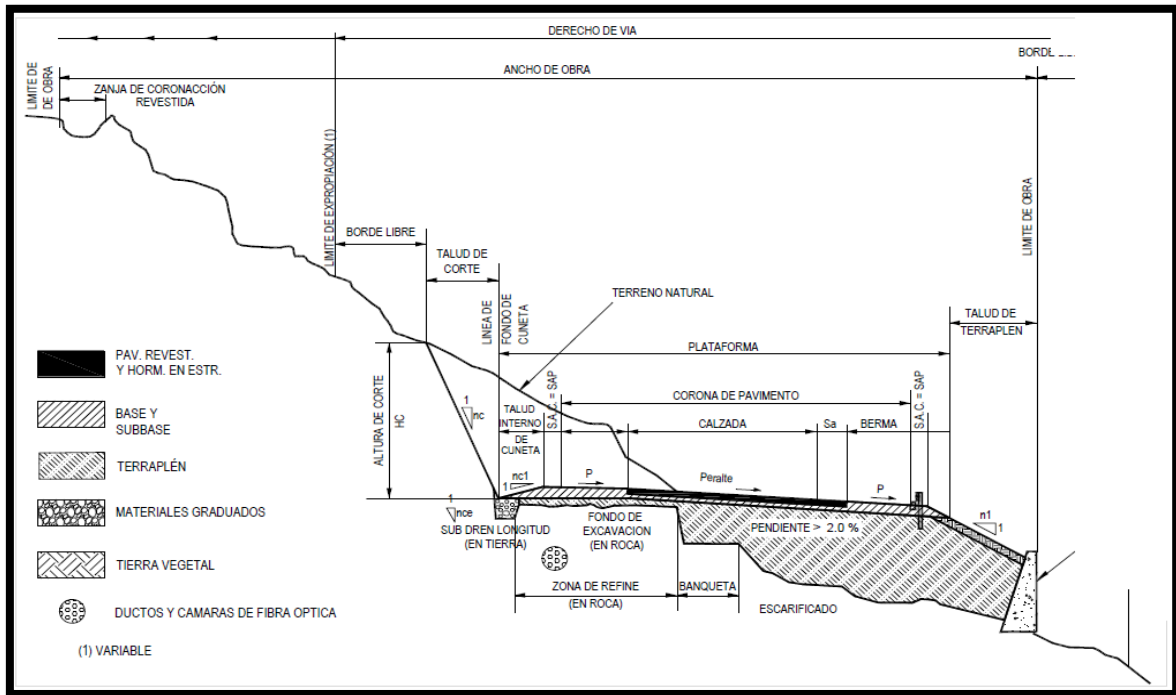 DERECHO DE VIA
BORDE
ANCHO DE OBRA
LIMITE DE
DE OBRA
ZANJA DE CORONACCIÓN
REVESTIDA
LIMITE DE EXPROPIACIÓN (1)
LIMITE DE OBRA
BORDE LIBRE
TALUD DE
CORTE
LINEA DE
FONDO DE
CUNETA
TERRENO NATURAL
TALUD DE
TERRAPLEN
PLATAFORMA
PAV. REVEST.
Y HORM. EN ESTR.
ALTURA DE CORTE
HC
1
nc
TALUD
INTERNO
DE CUNETA
S.A.C. = SAP
CORONA DE PAVIMENTO
S.A.C. = SAP
CALZADA
Sa
BERMA
BASE Y
SUBBASE
TERRAPLÉN
nc1
1
P
Peralte
P
n1
1
1
nce
SUB DREN LONGITUD
(EN TIERRA)
FONDO DE
EXCAVACION
(EN ROCA)
PENDIENTE > 2.0 %
MATERIALES GRADUADOS
TIERRA VEGETAL
ZONA DE REFINE
(EN ROCA)
BANQUETA
ESCARIFICADO
DUCTOS Y CAMARAS DE FIBRA OPTICA
(1) VARIABLE